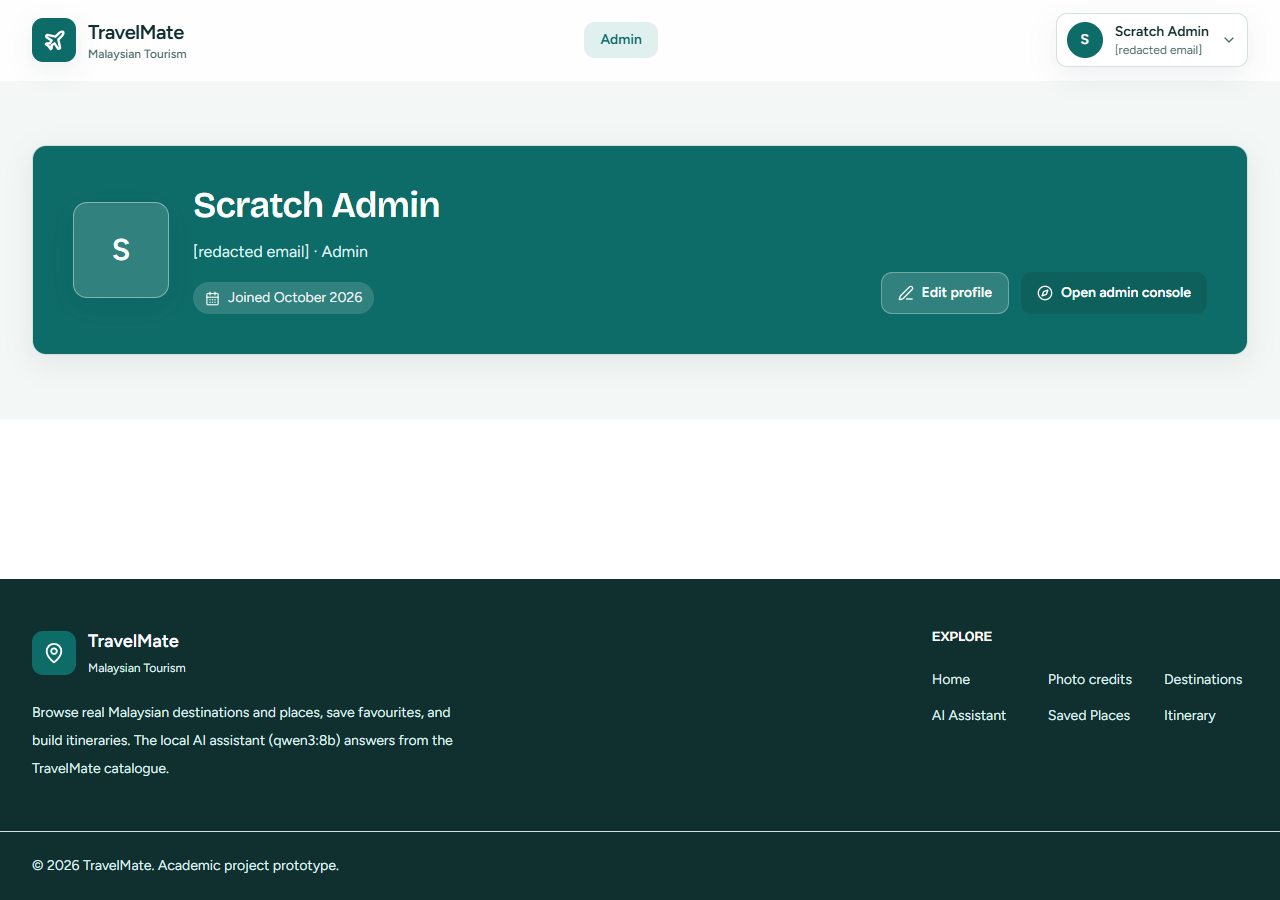 TravelMate
Malaysian Tourism
Admin
S
Scratch Admin
[redacted email]
S
Scratch Admin
[redacted email] · Admin
Joined October 2026
Edit profile
Open admin console
TravelMate
Malaysian Tourism
Browse real Malaysian destinations and places, save favourites, and
build itineraries. The local AI assistant (qwen3:8b) answers from the
TravelMate catalogue.
EXPLORE
Home
Photo credits
Destinations
AI Assistant
Saved Places
Itinerary
© 2026 TravelMate. Academic project prototype.